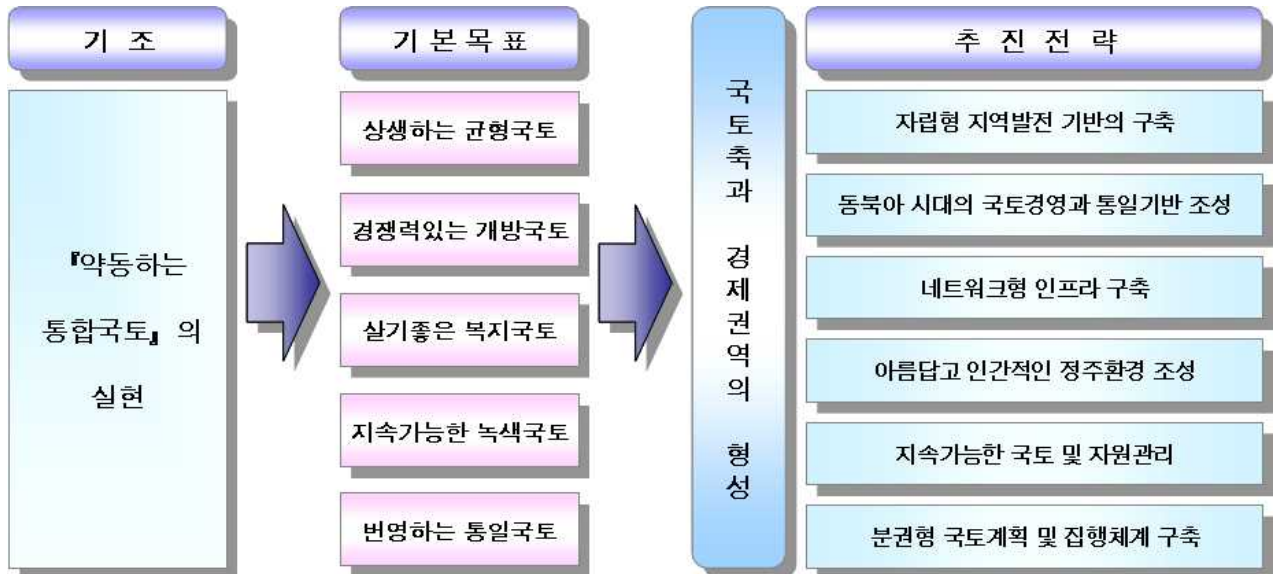 기 조
『약동하는
통합국토』의
실현
기 본 목 표
상생하는 균형국토
경쟁력있는 개방국토
살기좋은 복지국토
지속가능한 녹색국토
번영하는 통일국토
국토축과 경제권역의 형성
추 진 전 략
자립형 지역발전 기반의 구축
동북아 시대의 국토경영과 통일기반 조성
네트워크형 인프라 구축
아름답고 인간적인 정주환경 조성
지속가능한 국토 및 자원관리
분권형 국토계획 및 집행체계 구축